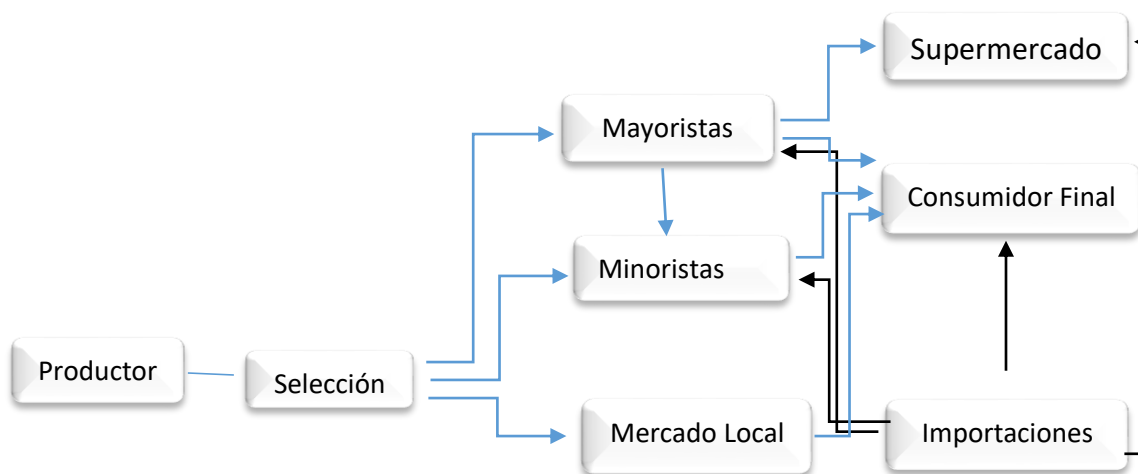 Supermercado
Mayoristas
Consumidor Final
Minoristas
Productor
Selección
Mercado Local
Importaciones